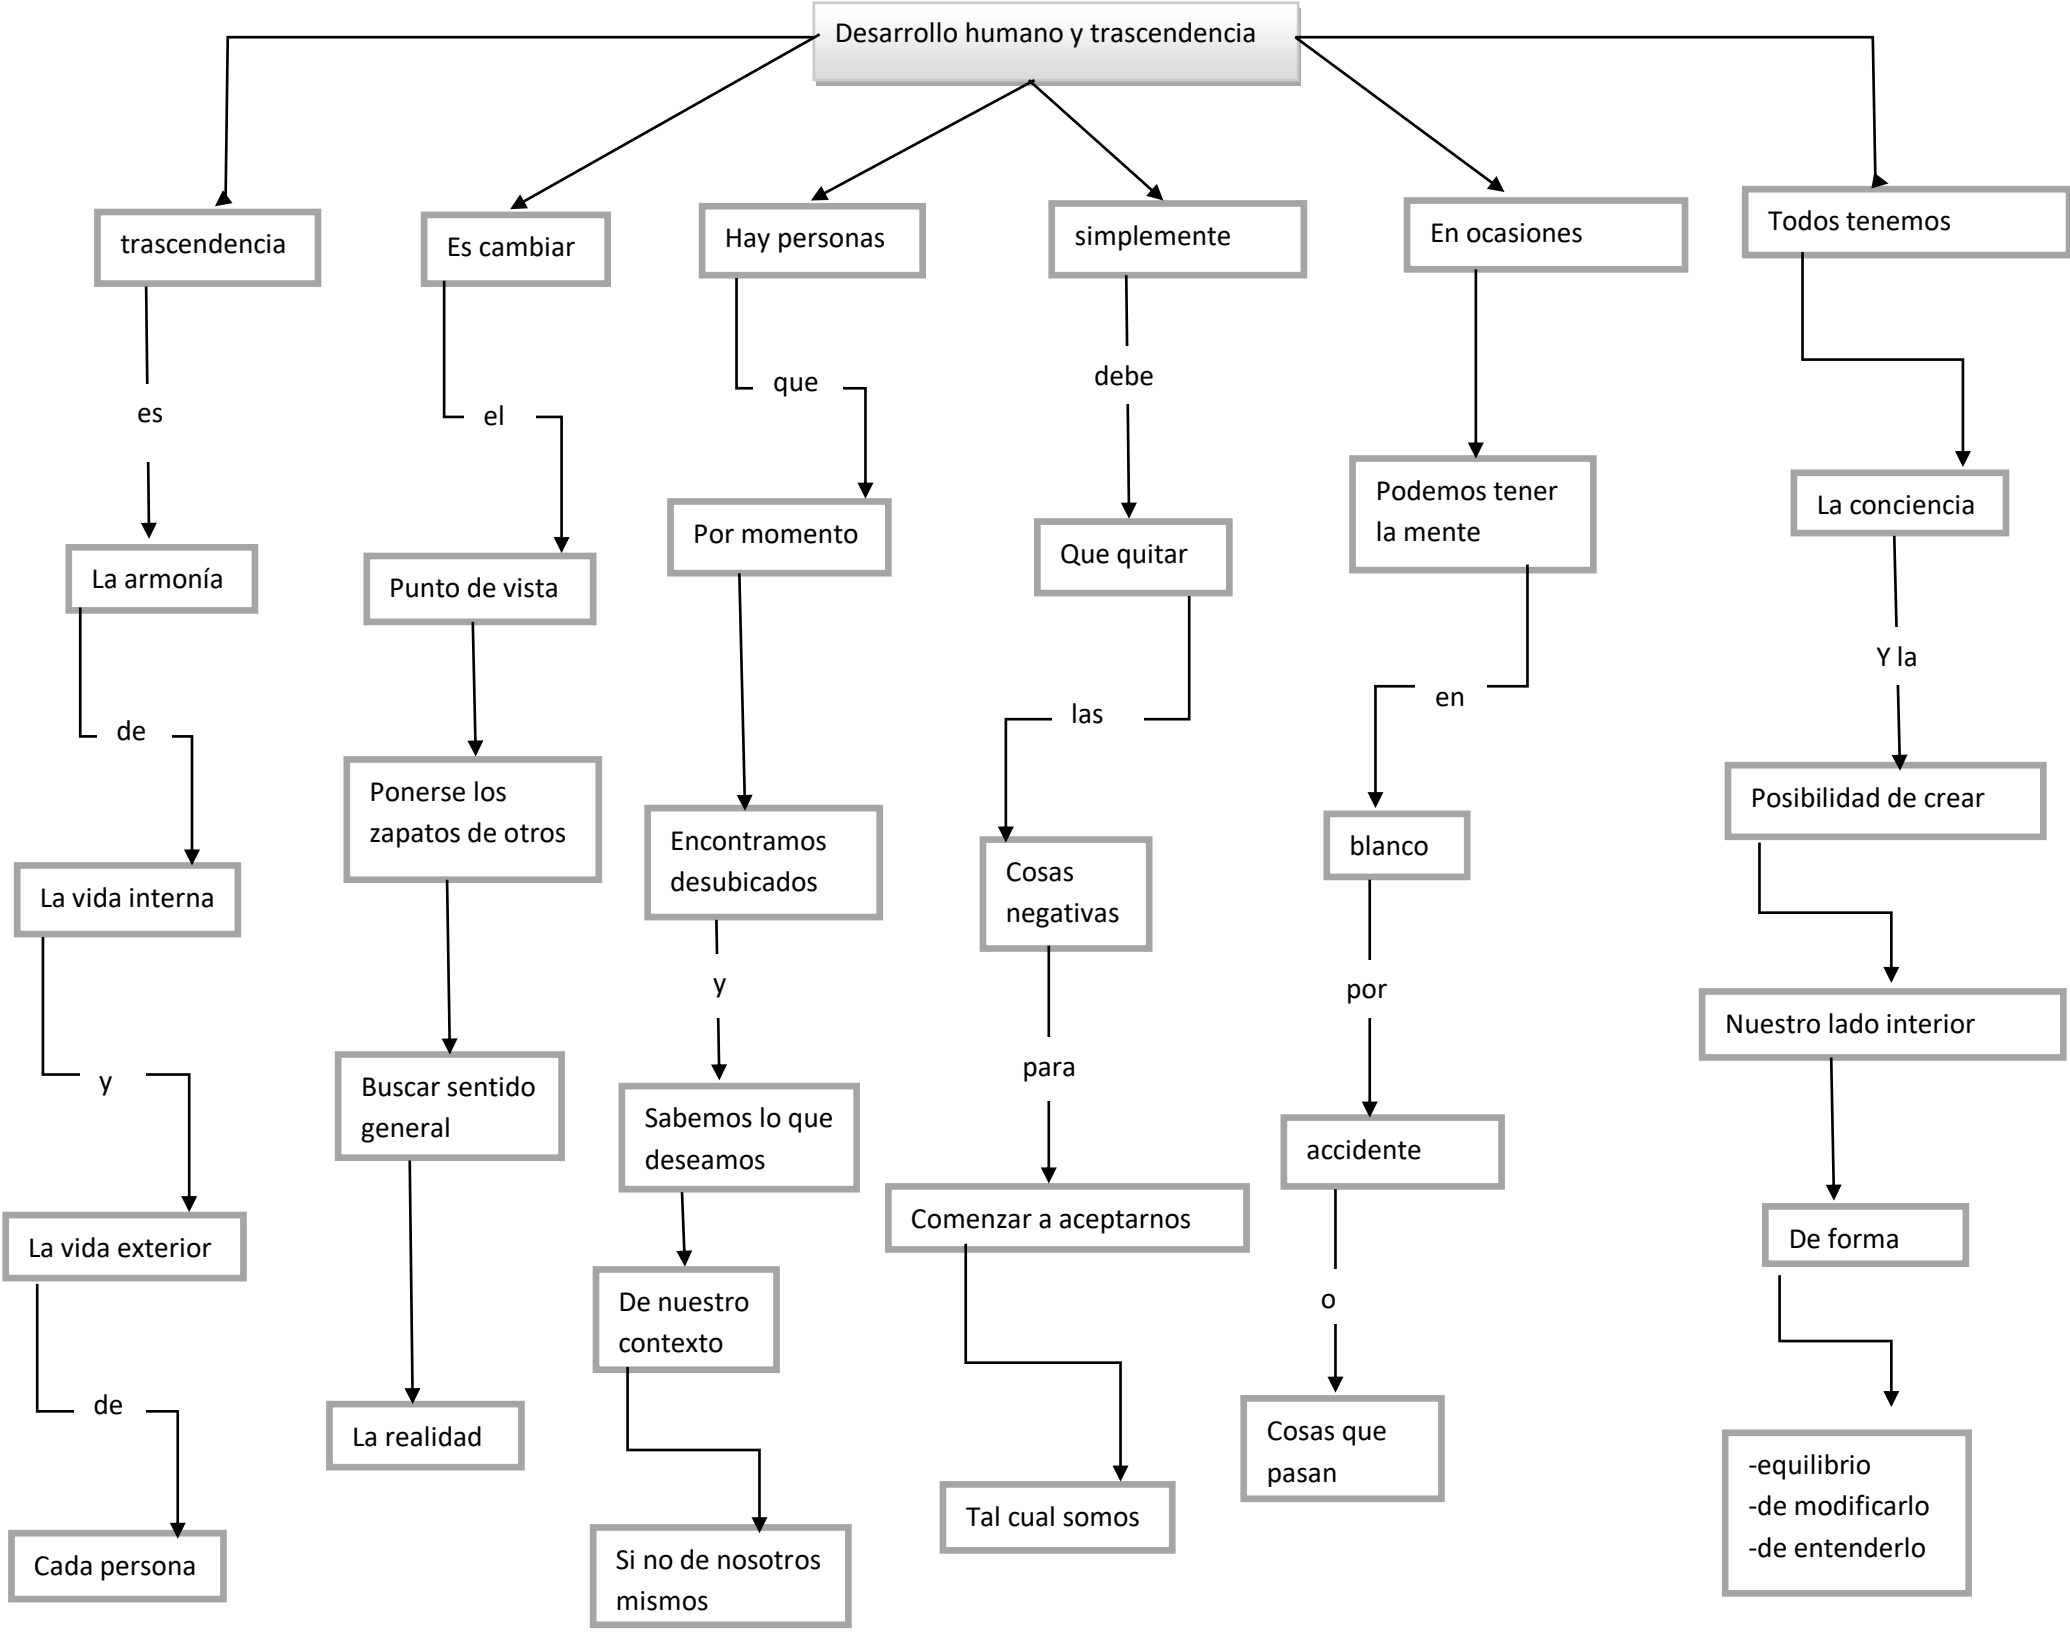 Desarrollo humano y trascendencia
trascendencia
es
La armonía
de
La vida interna
y
La vida exterior
de
Cada persona
Es cambiar
el
Punto de vista
Ponerse los
zapatos de otros
Buscar sentido
general
La realidad
Hay personas
que
Por momento
Encontramos
desubicados
y
Sabemos lo que
deseamos
De nuestro
contexto
Si no de nosotros
mismos
simplemente
debe
Que quitar
las
Cosas
negativas
para
Comenzar a aceptarnos
Tal cual somos
En ocasiones
Podemos tener
la mente
en
blanco
por
accidente
o
Cosas que
pasan
Todos tenemos
La conciencia
Y la
Posibilidad de crear
Nuestro lado interior
De forma
-equilibrio
-de modificarlo
-de entenderlo